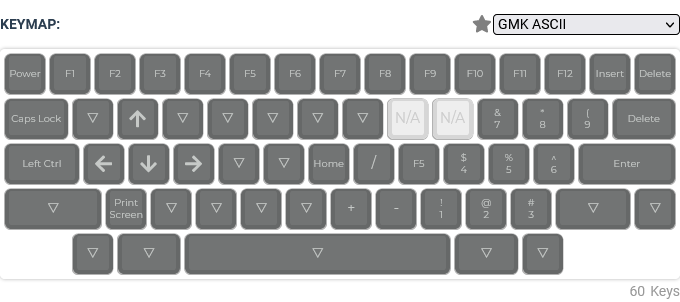 KEYMAP: GMK ASCII
Power F1 F2 F3 F4 F5 F6 F7 F8 F9 F10 F11 F12 Insert Delete
Caps Lock ▽ ↑ ▽ ▽ ▽ ▽ ▽ N/A N/A & " ( Delete
7 8 9
Left Ctrl ← ↓ → ▽ ▽ Home / F5 $ % ^ Enter
4 5 6
▽ Print ▽ ▽ ▽ ▽ + - ! @ # ▽ ▽
Screen 1 2 3
▽ ▽ ▽ ▽ ▽
60 Keys